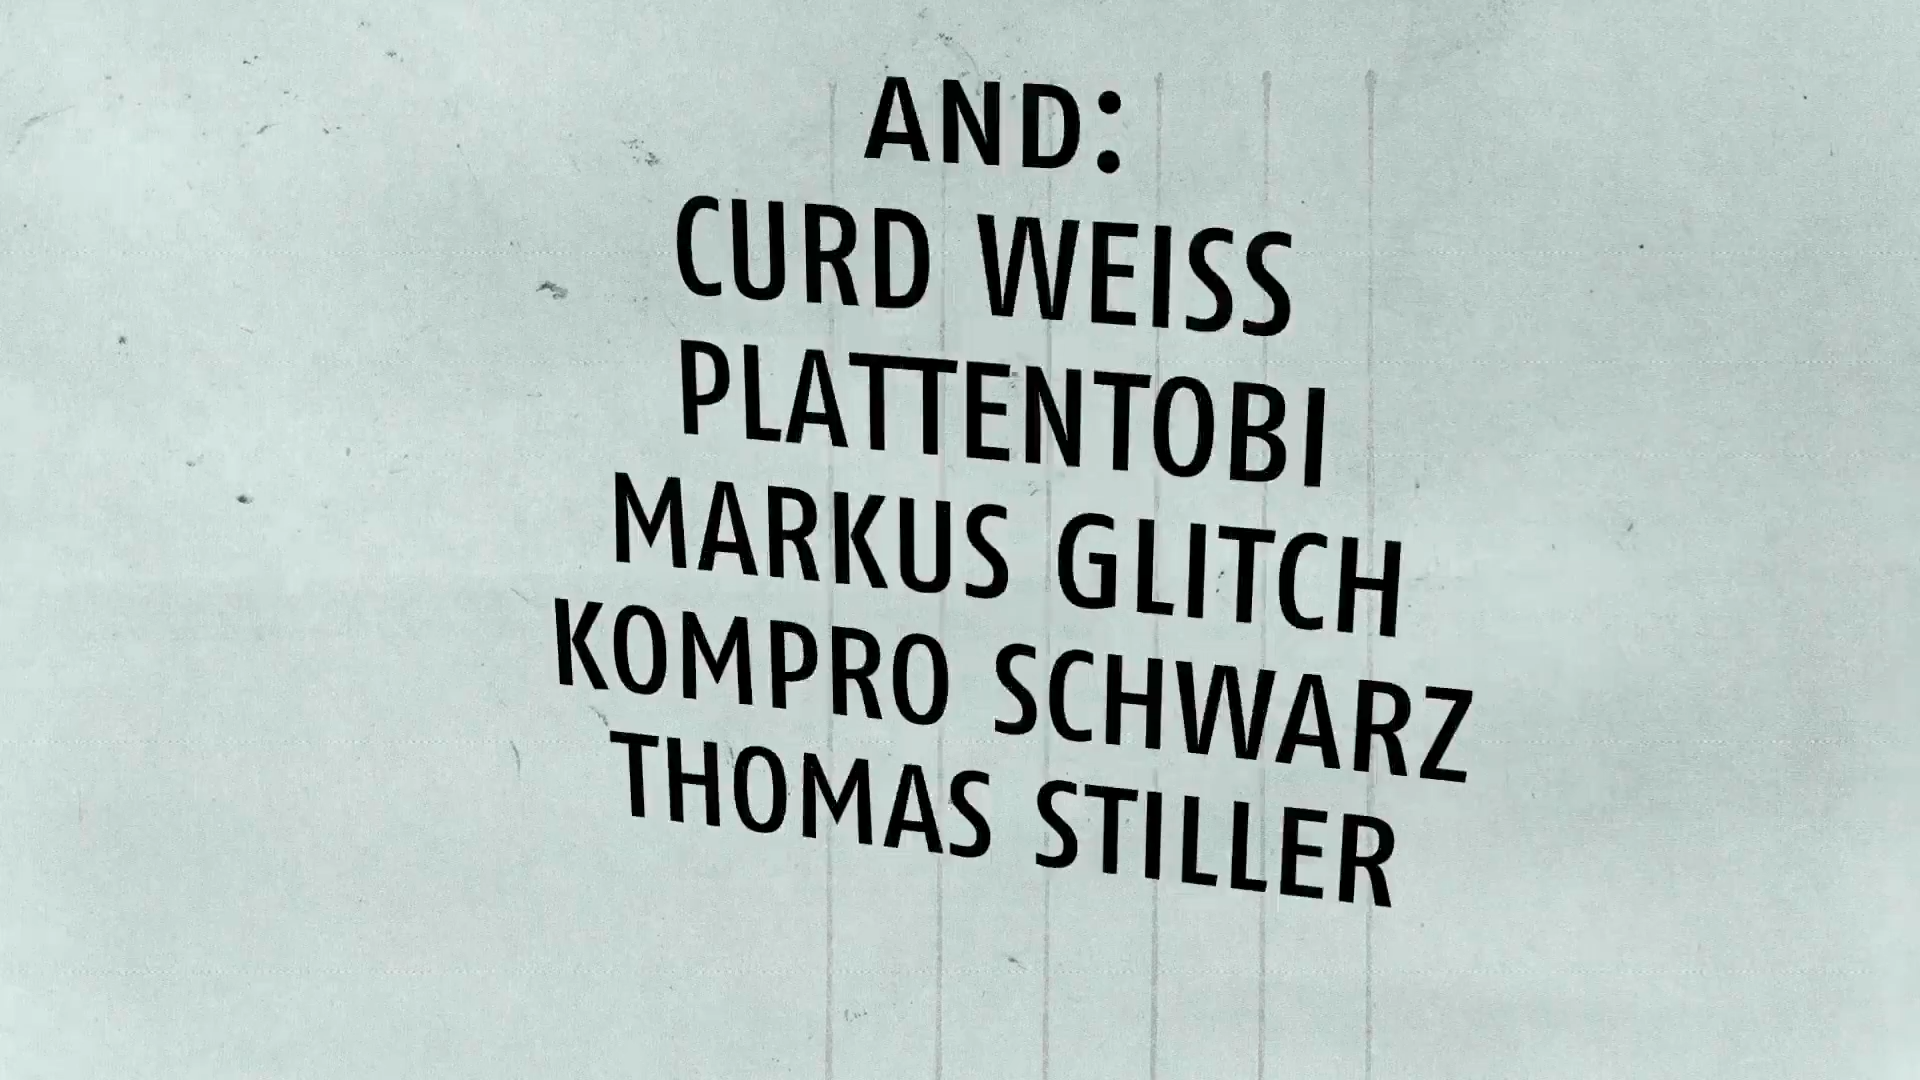 AND:
CURD WEISS
PLATTENTOBI
MARKUS GLITCH
KOMPRO SCHWARZ
THOMAS STILLER